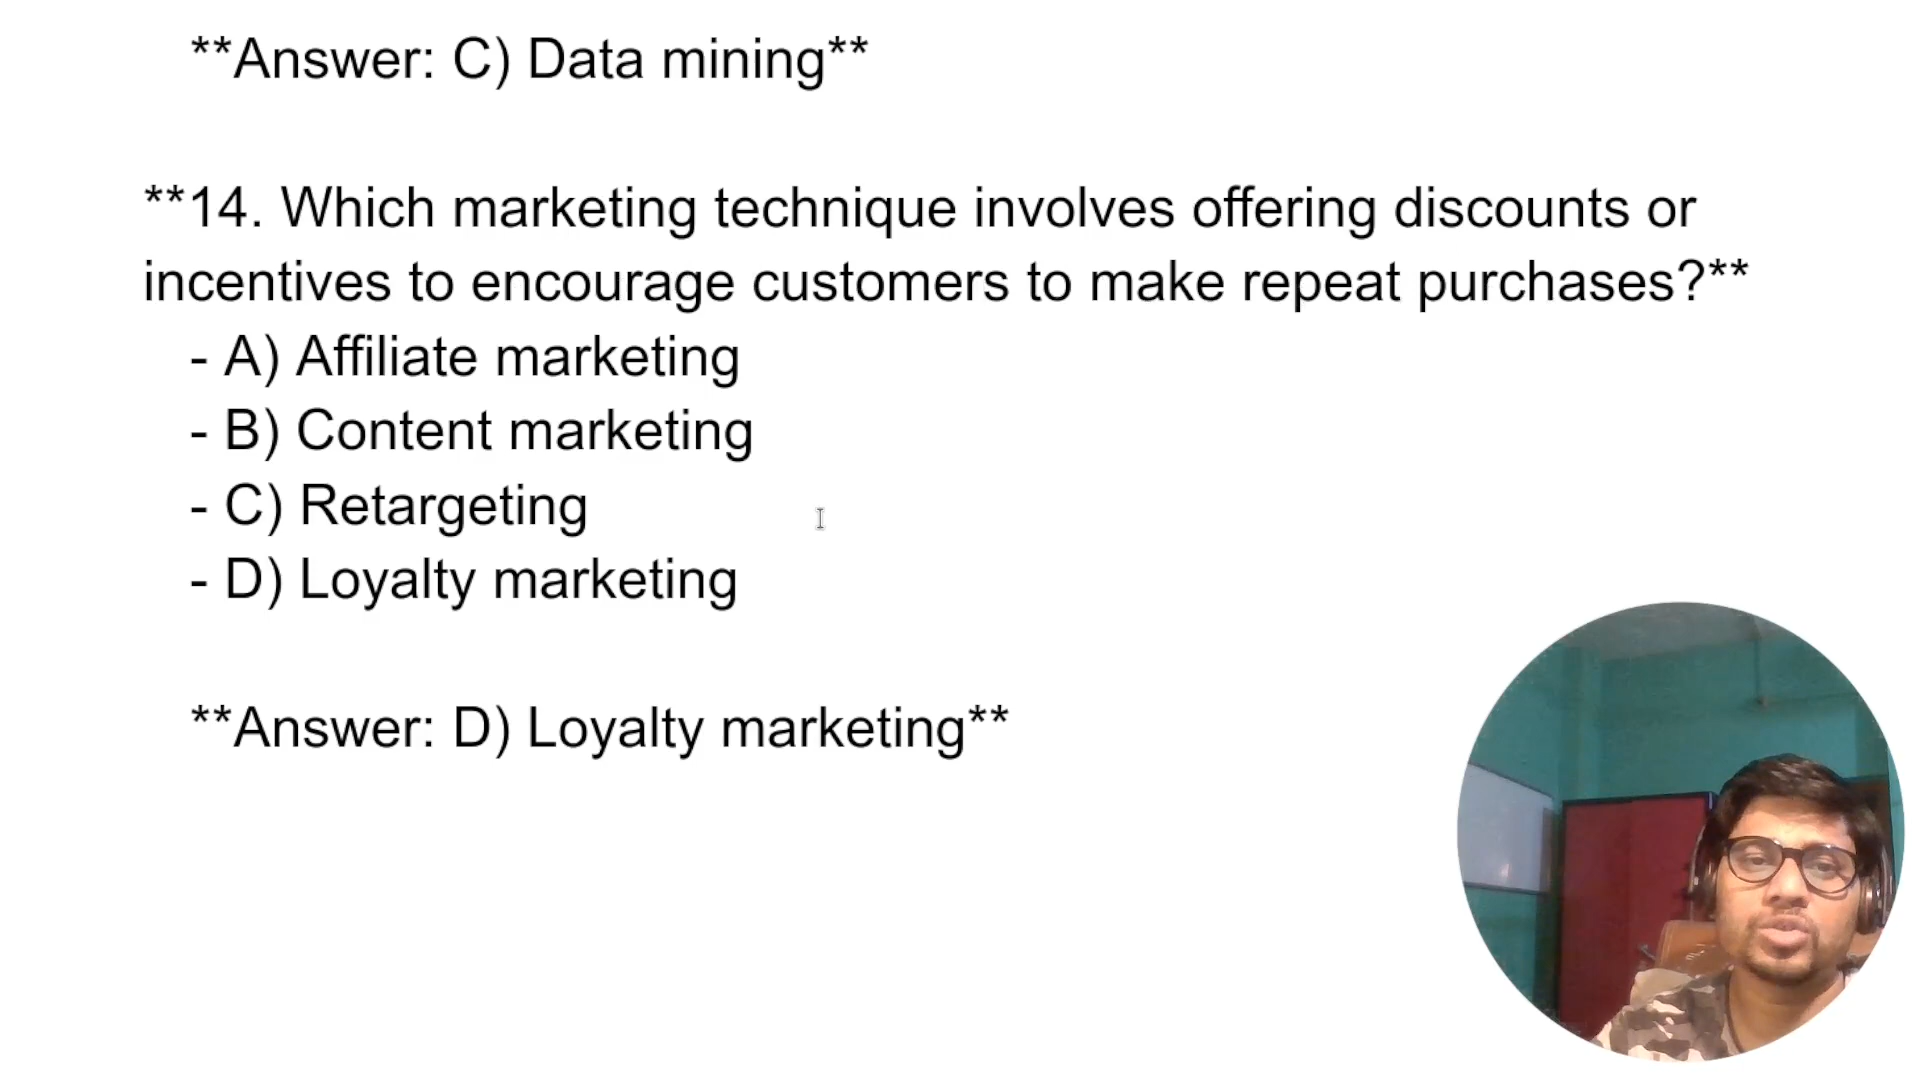 **Answer: C) Data mining**
**14. Which marketing technique involves offering discounts or
incentives to encourage customers to make repeat purchases?**
- A) Affiliate marketing
- B) Content marketing
- C) Retargeting
- D) Loyalty marketing
**Answer: D) Loyalty marketing**